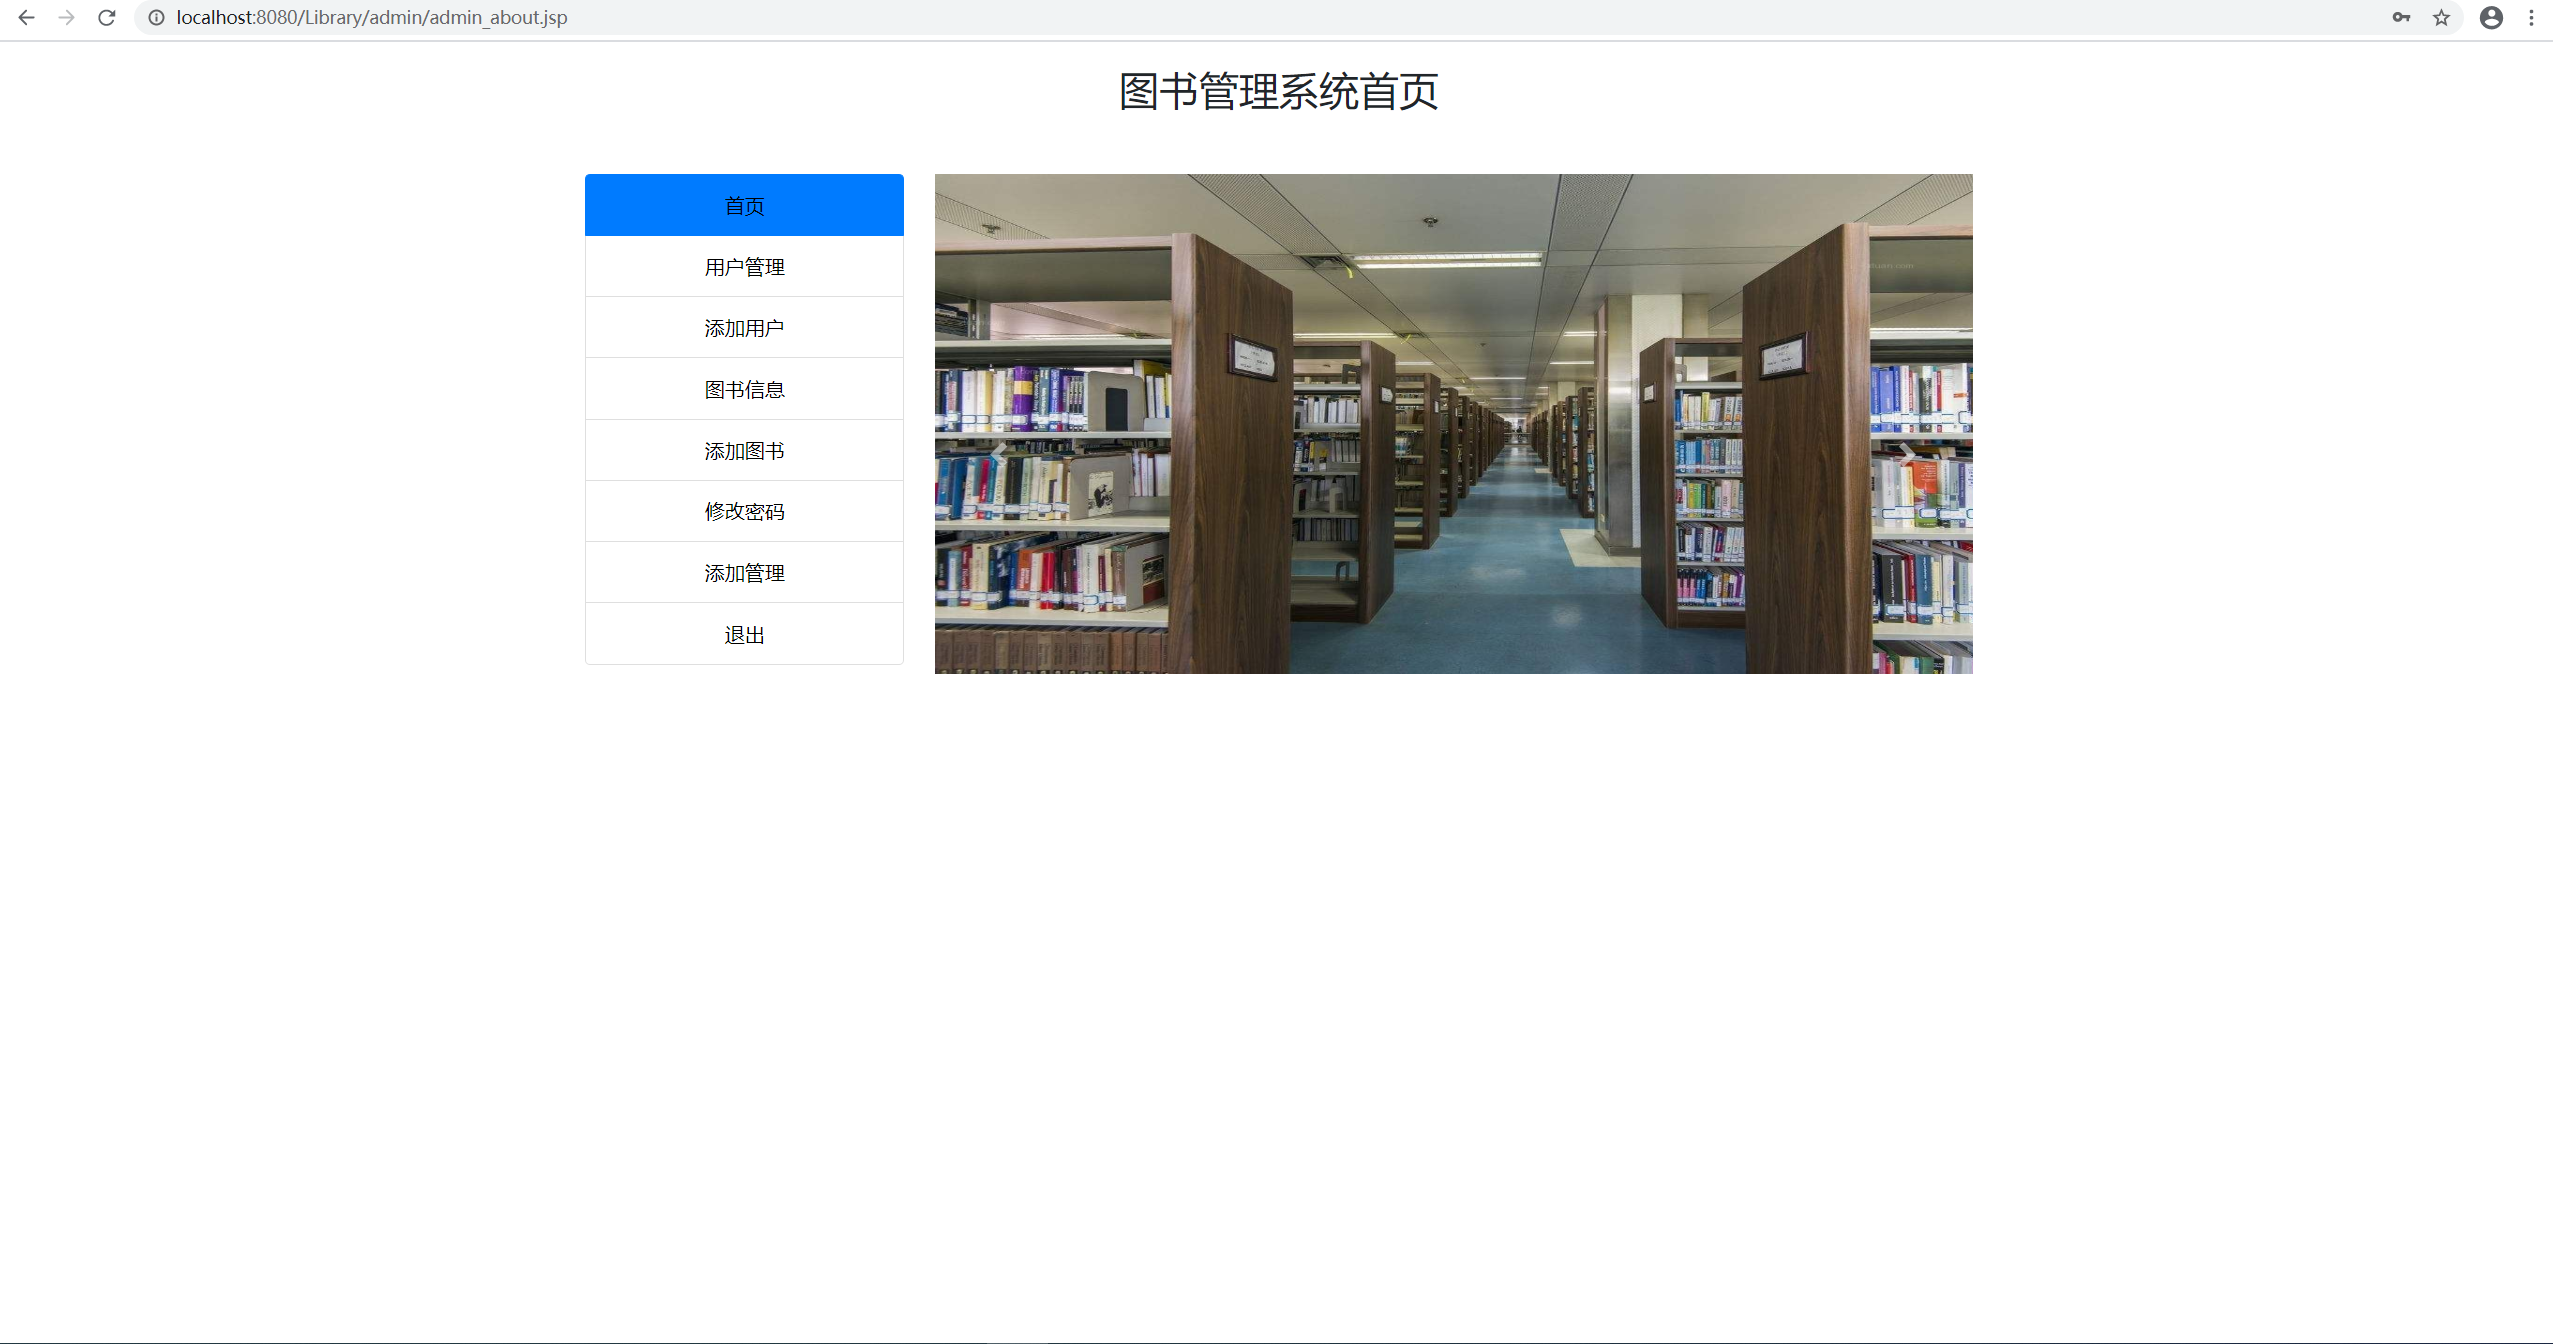 localhost:8080/Library/admin/admin_about.jsp
图书管理系统首页
首页
用户管理
添加用户
图书信息
添加图书
修改密码
添加管理
退出